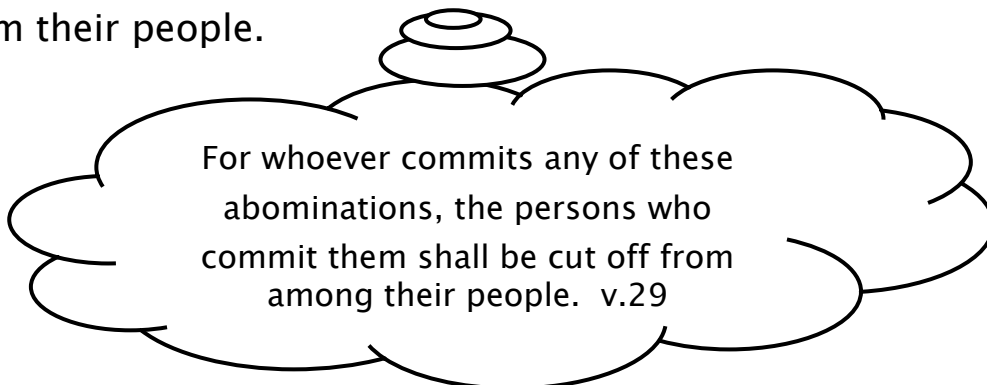 m their people.
For whoever commits any of these
abominations, the persons who
commit them shall be cut off from
among their people.  v.29